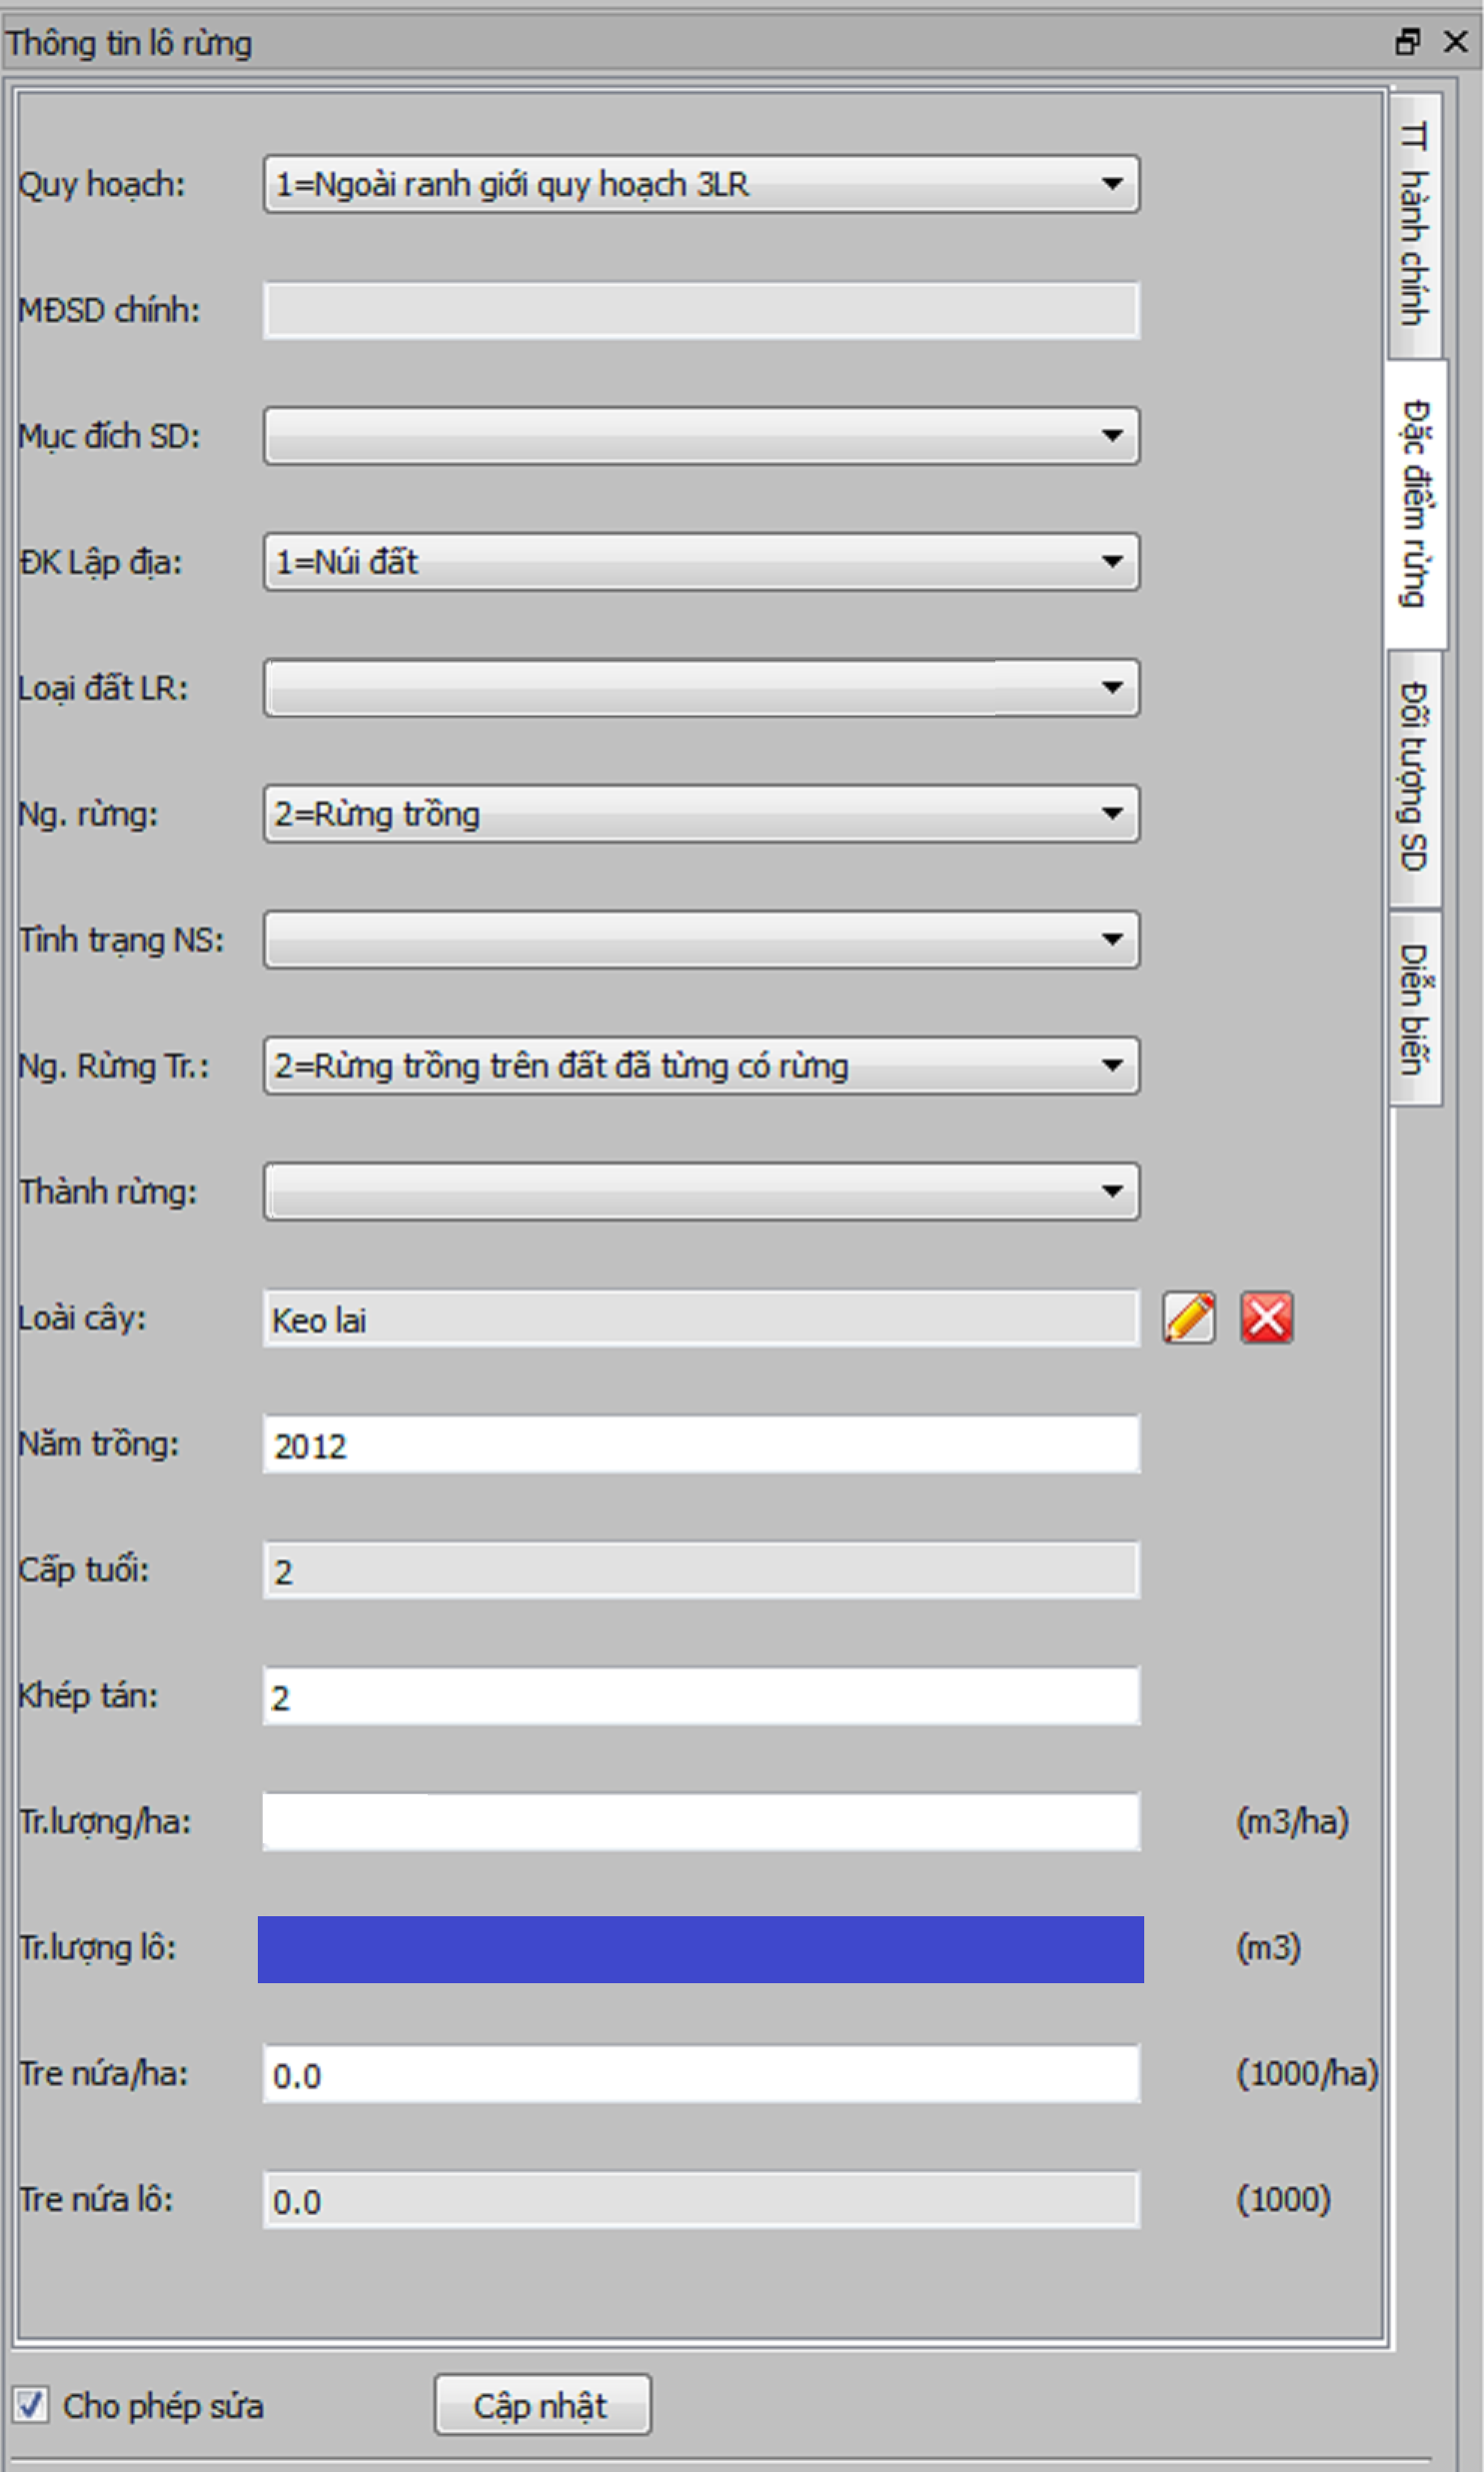 Thông tin lô rừng
TT hành chính
Đặc điểm rừng
Đối tượng SD
Diễn biến
Quy hoạch: 1=Ngoài ranh giới quy hoạch 3LR
MĐSD chính:
Mục đích SD:
ĐK Lập địa: 1=Núi đất
Loại đất LR:
Ng. rừng: 2=Rừng trồng
Tình trạng NS:
Ng. Rừng Tr.: 2=Rừng trồng trên đất đã từng có rừng
Thành rừng:
Loài cây: Keo lai
Năm trồng: 2012
Cấp tuổi: 2
Khép tán: 2
Tr.lượng/ha: (m3/ha)
Tr.lượng lô: (m3)
Tre nứa/ha: 0.0 (1000/ha)
Tre nứa lô: 0.0 (1000)
Cho phép sửa Cập nhật